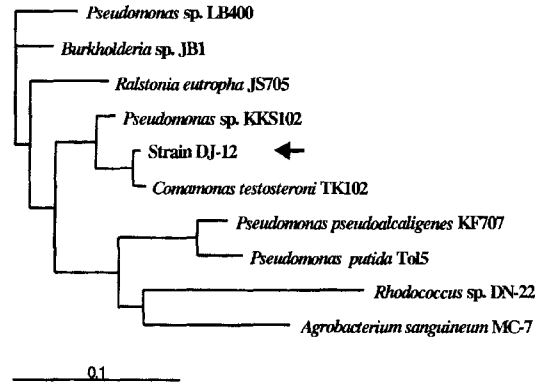 Pseudomonas sp. LB400
Burkholderia sp. JB1
Ralstonia eutropha JS705
Pseudomonas sp. KKS102
Strain DJ-12
Comamonas testosteroni TK102
Pseudomonas pseudoalcaligenes KF707
Pseudomonas putida Tol5
Rhodococcus sp. DN-22
Agrobacterium sanguineum MC-7
0.1